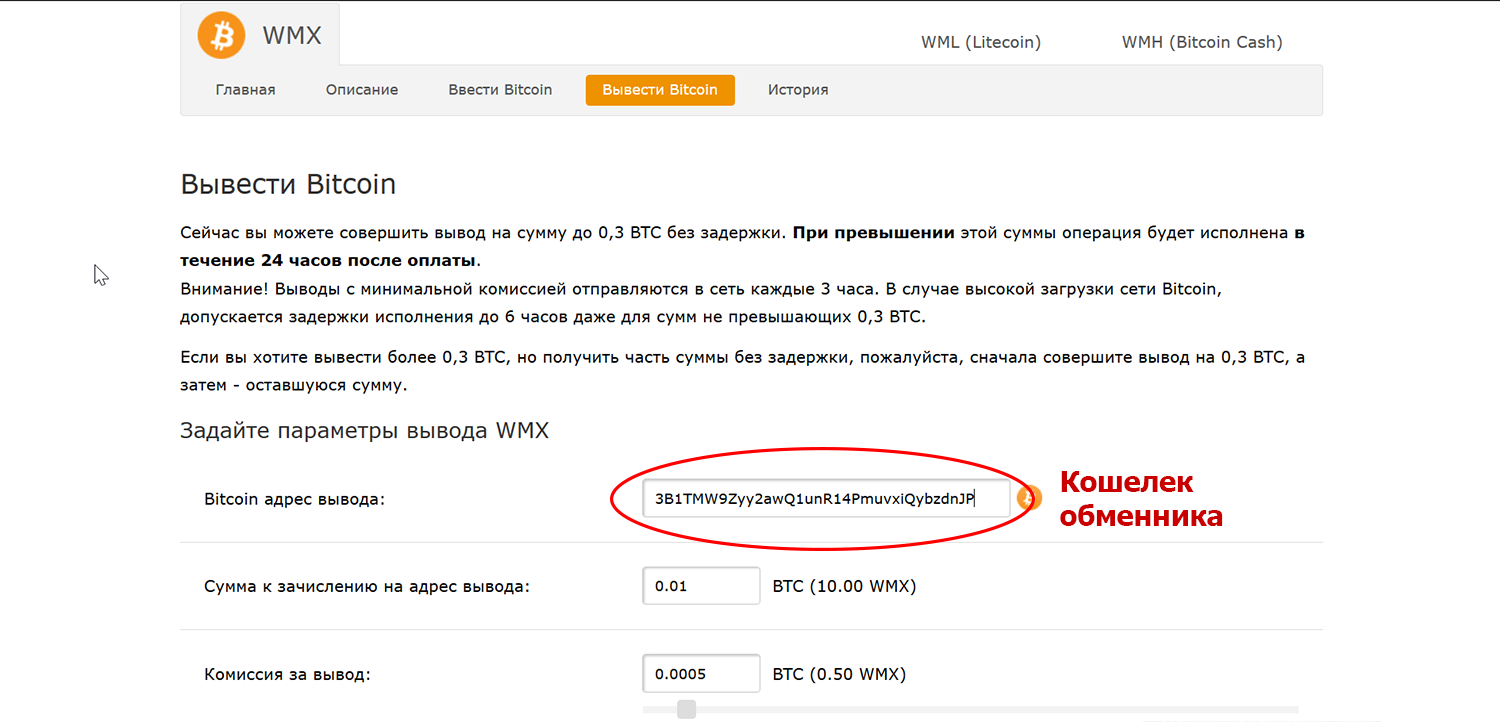 WMX
WML (Litecoin) WMH (Bitcoin Cash)
Главная Описание Ввести Bitcoin Вывести Bitcoin История
Вывести Bitcoin
Сейчас вы можете совершить вывод на сумму до 0,3 BTC без задержки. При превышении этой суммы операция будет исполнена в
течение 24 часов после оплаты.
Внимание! Выводы с минимальной комиссией отправляются в сеть каждые 3 часа. В случае высокой загрузки сети Bitcoin,
допускается задержки исполнения до 6 часов даже для сумм не превышающих 0,3 BTC.
Если вы хотите вывести более 0,3 BTC, но получить часть суммы без задержки, пожалуйста, сначала совершите вывод на 0,3 BTC, а
затем - оставшуюся сумму.
Задайте параметры вывода WMX
Bitcoin адрес вывода: 3B1TMW9Zyy2awQ1unR14PmuvxiQybzdnJP
Кошелек
обменника
Сумма к зачислению на адрес вывода: 0.01 BTC (10.00 WMX)
Комиссия за вывод: 0.0005 BTC (0.50 WMX)